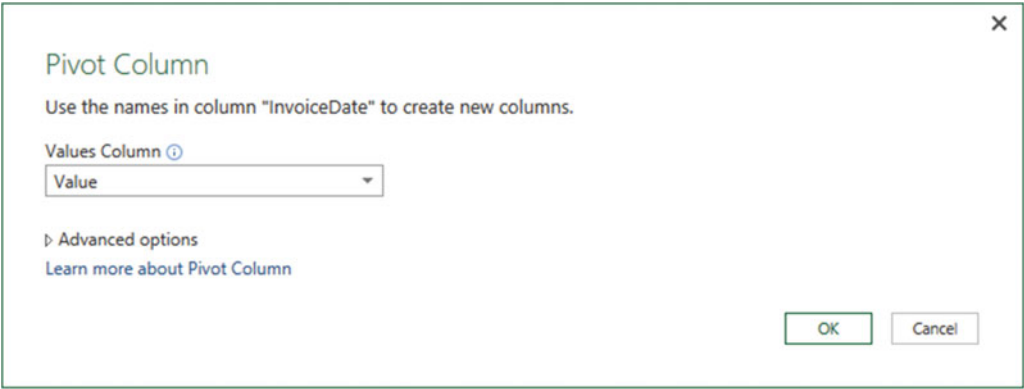 Pivot Column
Use the names in column "InvoiceDate" to create new columns.
Values Column
Value
Advanced options
Learn more about Pivot Column
OK
Cancel